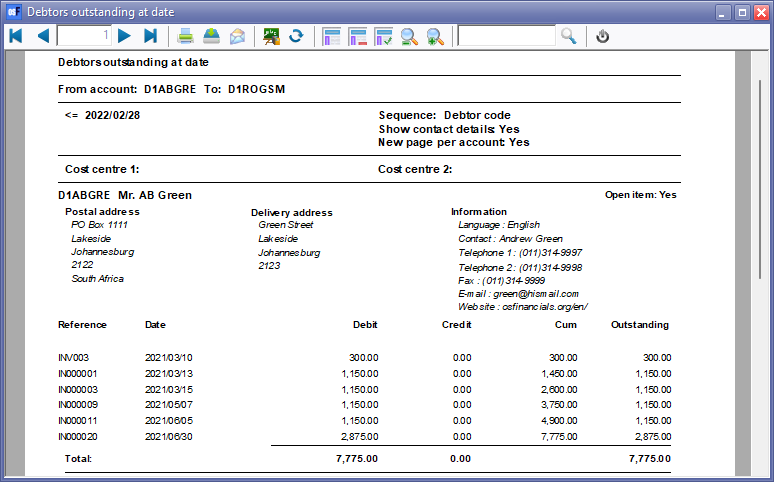 Debtors outstanding at date
1
Debtors outstanding at date
From account: D1ABGRE To: D1ROGSM
<= 2022/02/28 Sequence: Debtor code
Show contact details: Yes
New page per account: Yes
Cost centre 1: Cost centre 2:
D1ABGRE Mr. AB Green Open item: Yes
Postal address Delivery address Information
PO Box 1111 Green Street Language : English
Lakeside Lakeside Contact : Andrew Green
Johannesburg Johannesburg Telephone 1 : (011)314-9997
2122 2123 Telephone 2 : (011)314-9998
South Africa Fax : (011)314-9999
E-mail : green@hismail.com
Website : osfinancials.org/en/
Reference Date Debit Credit Cum Outstanding
INV003 2021/03/10 300.00 0.00 300.00 300.00
IN000001 2021/03/13 1,150.00 0.00 1,450.00 1,150.00
IN000003 2021/03/15 1,150.00 0.00 2,600.00 1,150.00
IN000009 2021/05/07 1,150.00 0.00 3,750.00 1,150.00
IN000011 2021/06/05 1,150.00 0.00 4,900.00 1,150.00
IN000020 2021/06/30 2,875.00 0.00 7,775.00 2,875.00
Total: 7,775.00 0.00 7,775.00